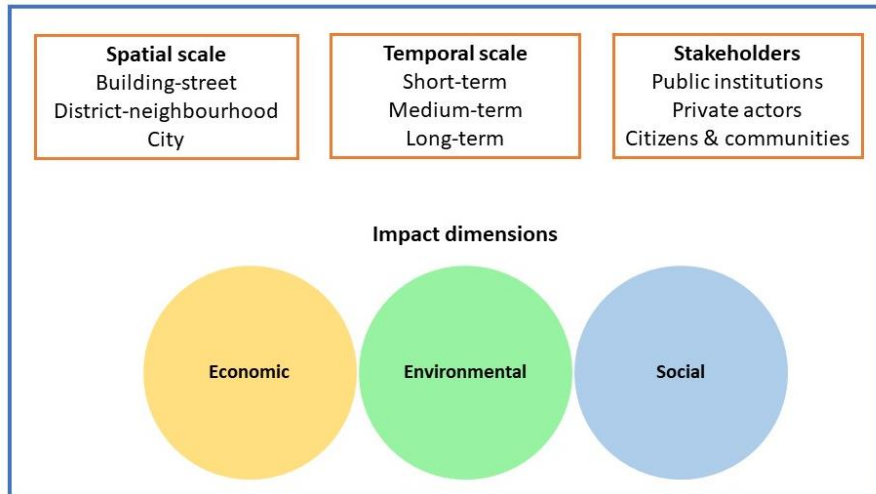 Spatial scale
Building-street
District-neighbourhood
City
Temporal scale
Short-term
Medium-term
Long-term
Stakeholders
Public institutions
Private actors
Citizens & communities
Impact dimensions
Economic
Environmental
Social